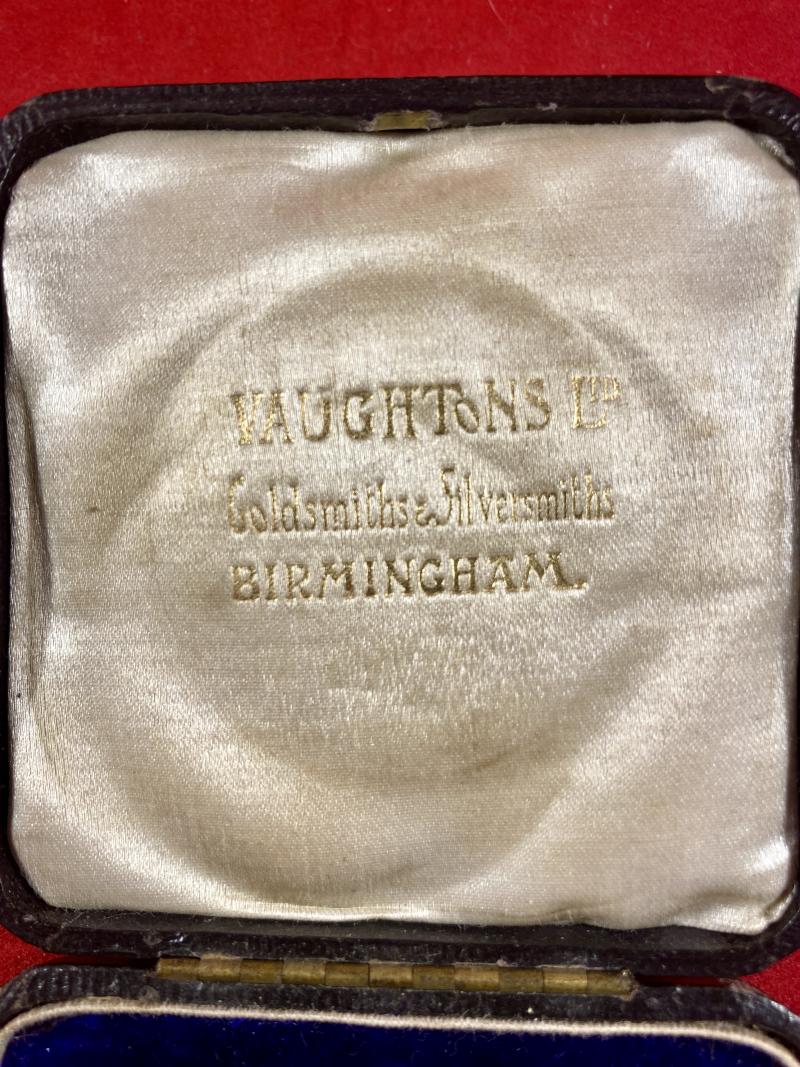 VAUGHTONS LTD
Goldsmiths & Silversmiths
BIRMINGHAM.